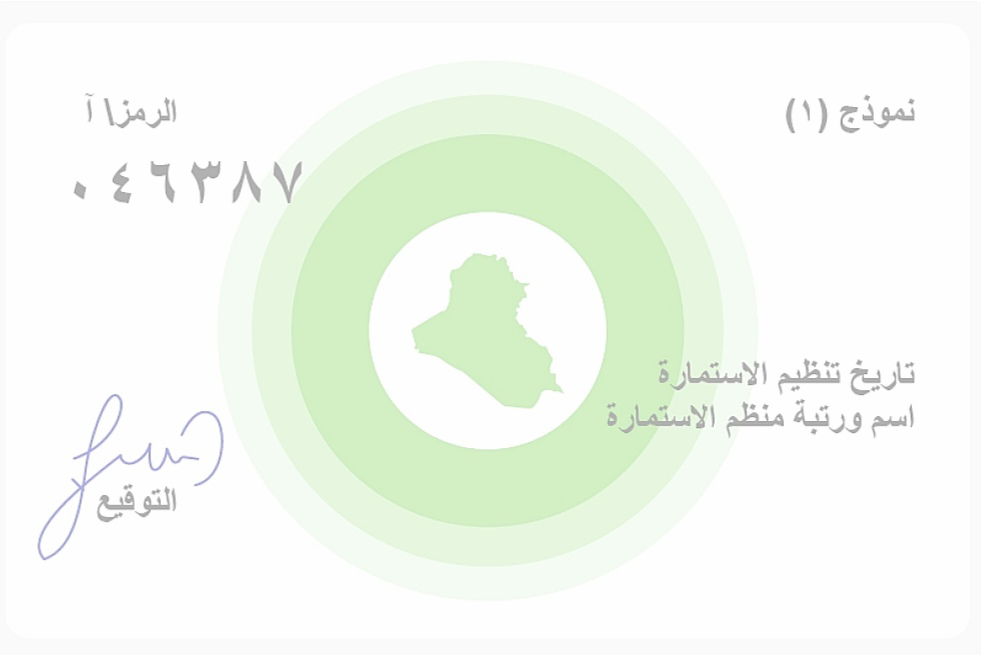 نموذج (١)
الرمز\ آ
٠٤٦٣٨٧
تاريخ تنظيم الاستمارة
اسم ورتبة منظم الاستمارة
التوقيع